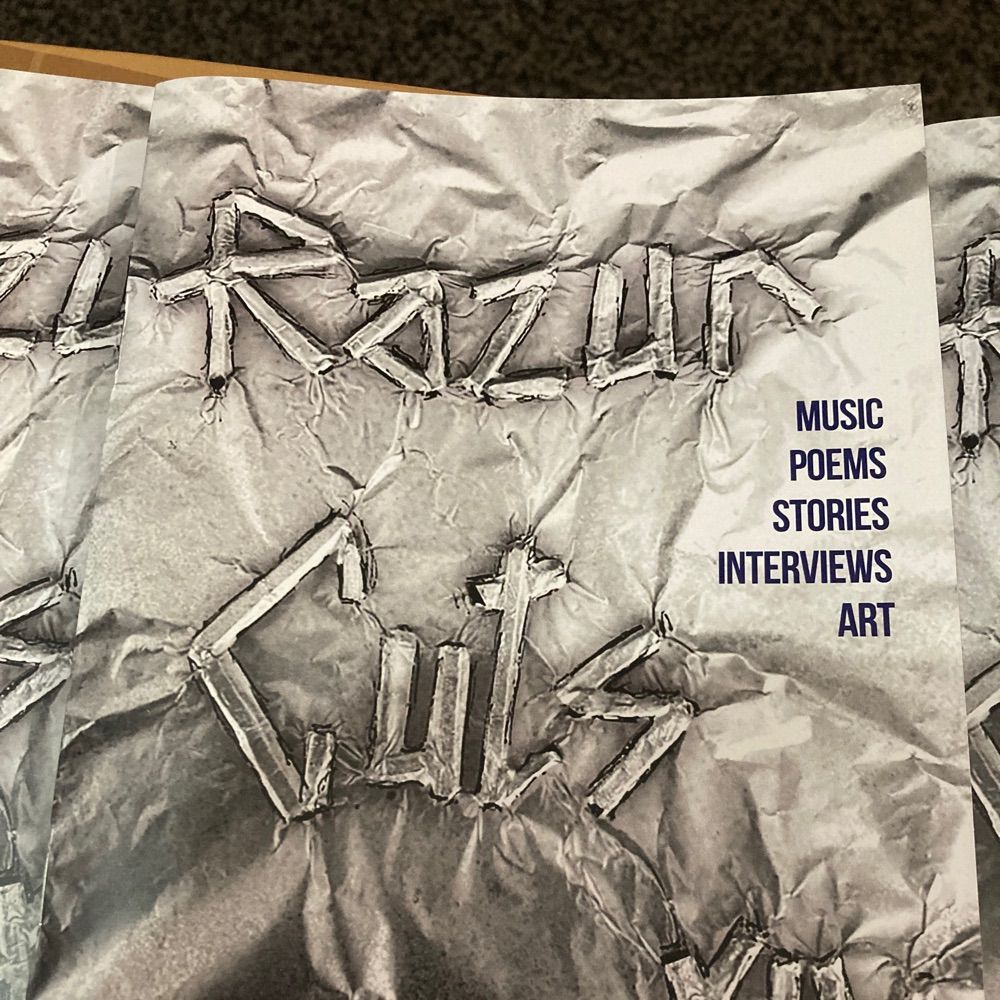 Razur
Cuts
MUSIC
POEMS
STORIES
INTERVIEWS
ART